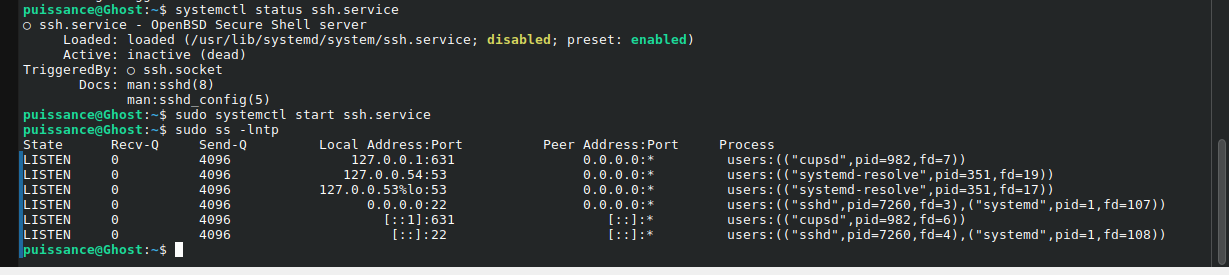 puissance@Ghost:~$ systemctl status ssh.service
○ ssh.service - OpenBSD Secure Shell server
     Loaded: loaded (/usr/lib/systemd/system/ssh.service; disabled; preset: enabled)
     Active: inactive (dead)
TriggeredBy: ○ ssh.socket
       Docs: man:sshd(8)
             man:sshd_config(5)
puissance@Ghost:~$ sudo systemctl start ssh.service
puissance@Ghost:~$ sudo ss -lntp
State      Recv-Q     Send-Q         Local Address:Port          Peer Address:Port     Process
LISTEN     0          4096               127.0.0.1:631                0.0.0.0:*         users:(("cupsd",pid=982,fd=7))
LISTEN     0          4096              127.0.0.54:53                 0.0.0.0:*         users:(("systemd-resolve",pid=351,fd=19))
LISTEN     0          4096           127.0.0.53%lo:53                 0.0.0.0:*         users:(("systemd-resolve",pid=351,fd=17))
LISTEN     0          4096                 0.0.0.0:22                 0.0.0.0:*         users:(("sshd",pid=7260,fd=3),("systemd",pid=1,fd=107))
LISTEN     0          4096                   [::1]:631                   [::]:*         users:(("cupsd",pid=982,fd=6))
LISTEN     0          4096                    [::]:22                    [::]:*         users:(("sshd",pid=7260,fd=4),("systemd",pid=1,fd=108))
puissance@Ghost:~$